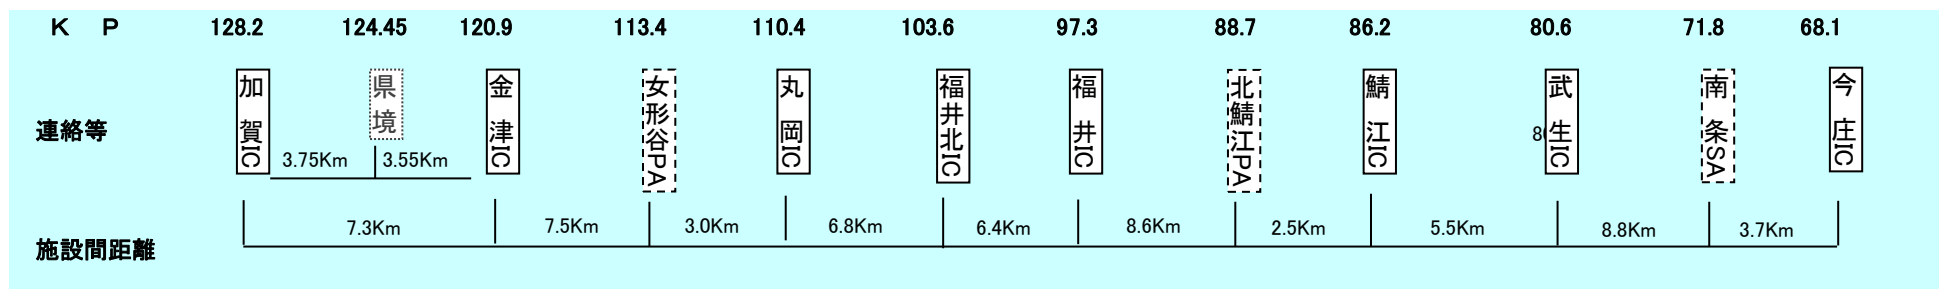 Ｋ Ｐ 128.2 124.45 120.9 113.4 110.4 103.6 97.3 88.7 86.2 80.6 71.8 68.1
連絡等 加賀IC 県境 金津IC 女形谷PA 丸岡IC 福井北IC 福井IC 北鯖江PA 鯖江IC 80 武生IC 南条SA 今庄IC
3.75Km 3.55Km
施設間距離 7.3Km 7.5Km 3.0Km 6.8Km 6.4Km 8.6Km 2.5Km 5.5Km 8.8Km 3.7Km